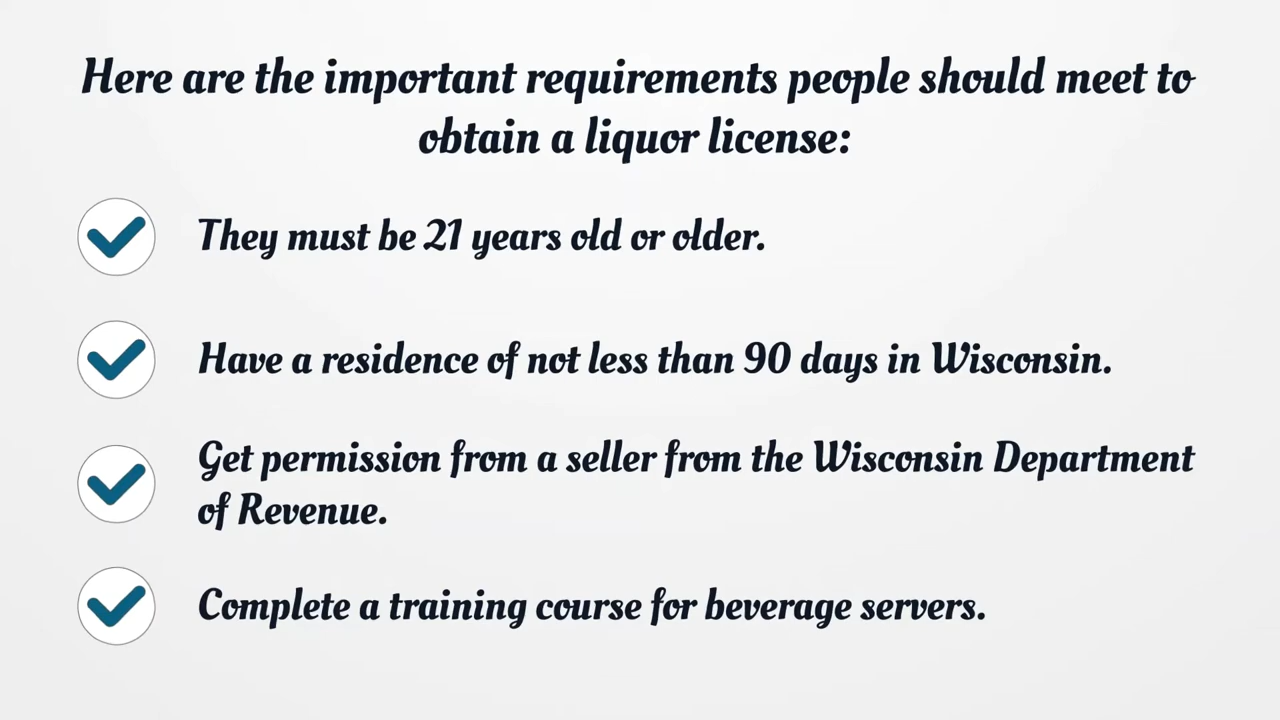 Here are the important requirements people should meet to
obtain a liquor license:
They must be 21 years old or older.
Have a residence of not less than 90 days in Wisconsin.
Get permission from a seller from the Wisconsin Department
of Revenue.
Complete a training course for beverage servers.